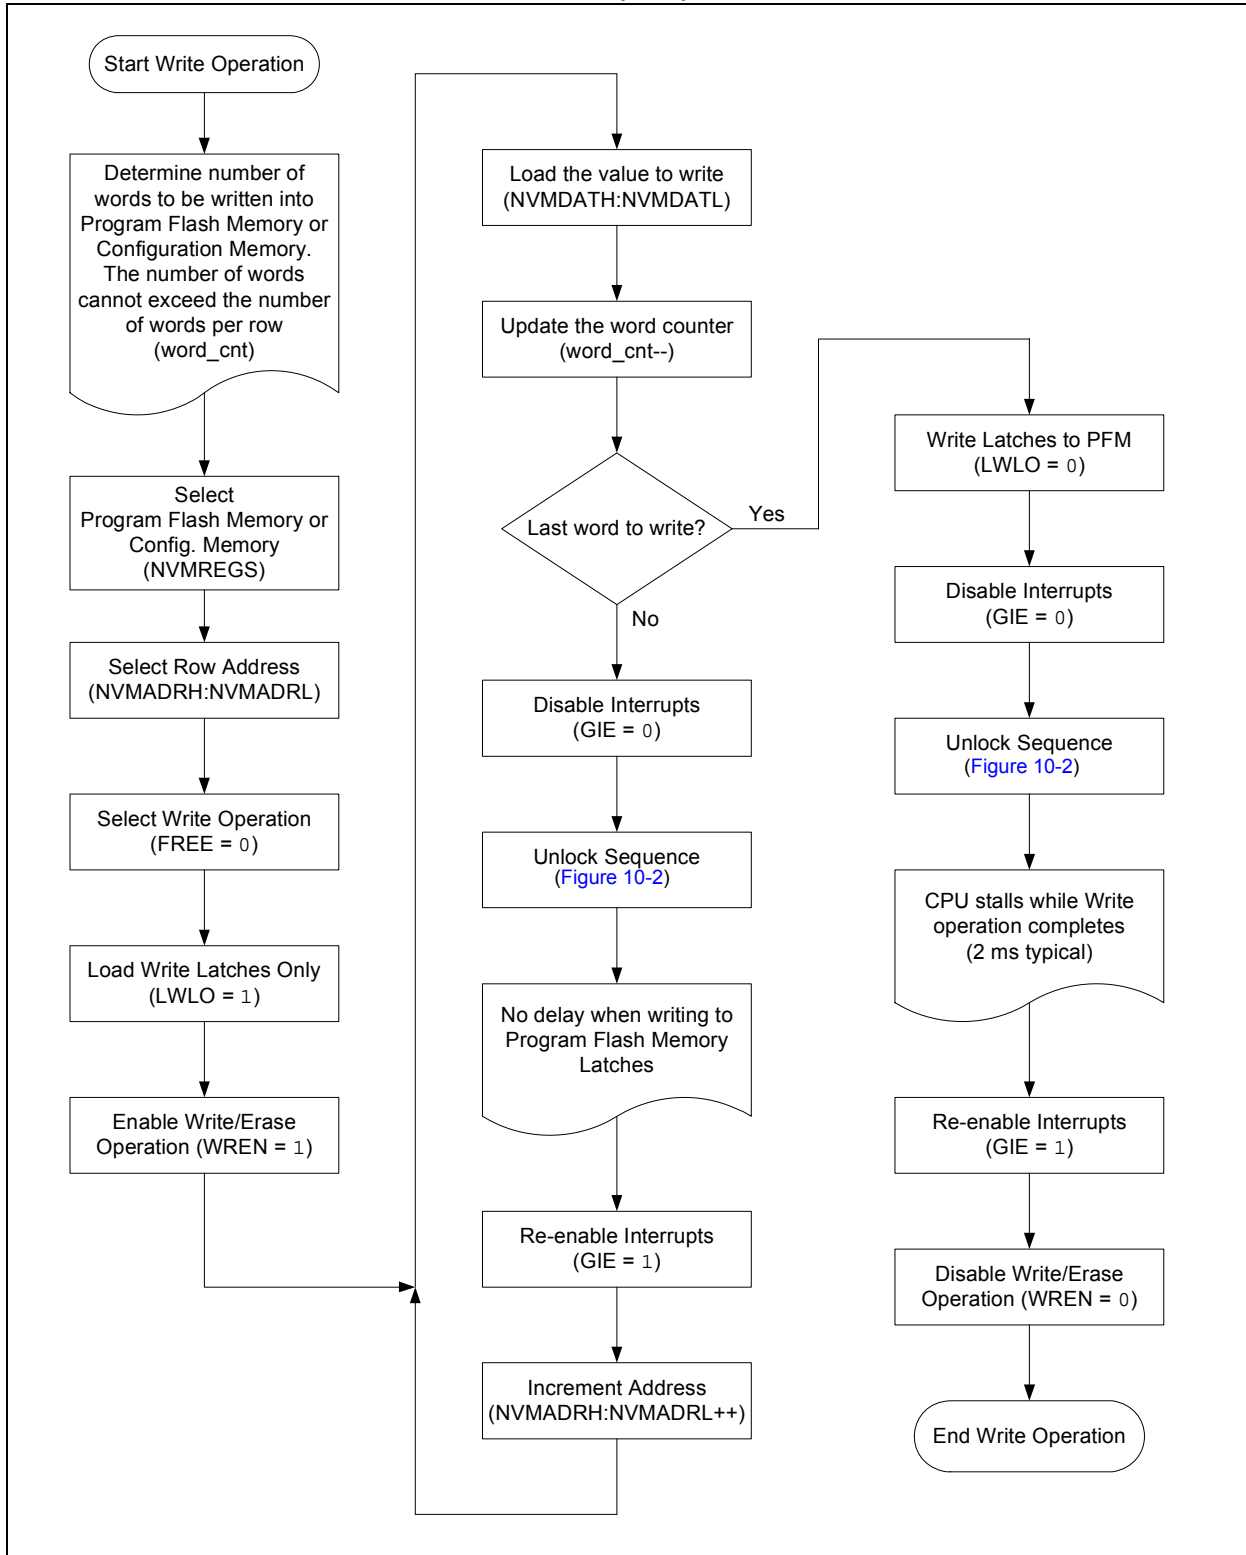 Start Write Operation
Determine number of
words to be written into
Program Flash Memory or
Configuration Memory.
The number of words
cannot exceed the number
of words per row
(word_cnt)
Select
Program Flash Memory or
Config. Memory
(NVMREGS)
Select Row Address
(NVMADRH:NVMADRL)
Select Write Operation
(FREE = 0)
Load Write Latches Only
(LWLO = 1)
Enable Write/Erase
Operation (WREN = 1)
Load the value to write
(NVMDATH:NVMDATL)
Update the word counter
(word_cnt--)
Last word to write?
Yes
No
Disable Interrupts
(GIE = 0)
Unlock Sequence
(Figure 10-2)
No delay when writing to
Program Flash Memory
Latches
Re-enable Interrupts
(GIE = 1)
Increment Address
(NVMADRH:NVMADRL++)
Write Latches to PFM
(LWLO = 0)
Disable Interrupts
(GIE = 0)
Unlock Sequence
(Figure 10-2)
CPU stalls while Write
operation completes
(2 ms typical)
Re-enable Interrupts
(GIE = 1)
Disable Write/Erase
Operation (WREN = 0)
End Write Operation